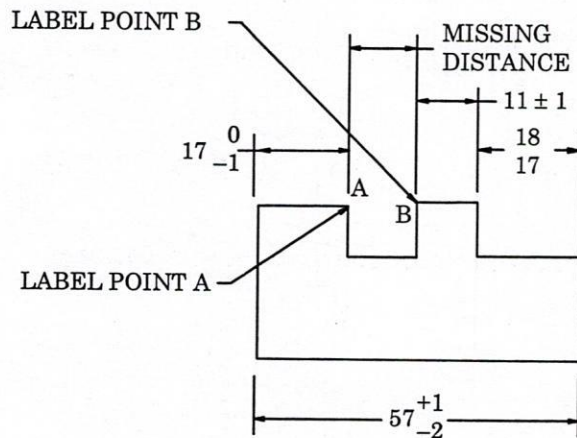 LABEL POINT B
MISSING
DISTANCE
11 ± 1
17 0
-1
18
17
A
B
LABEL POINT A
57 +1
-2